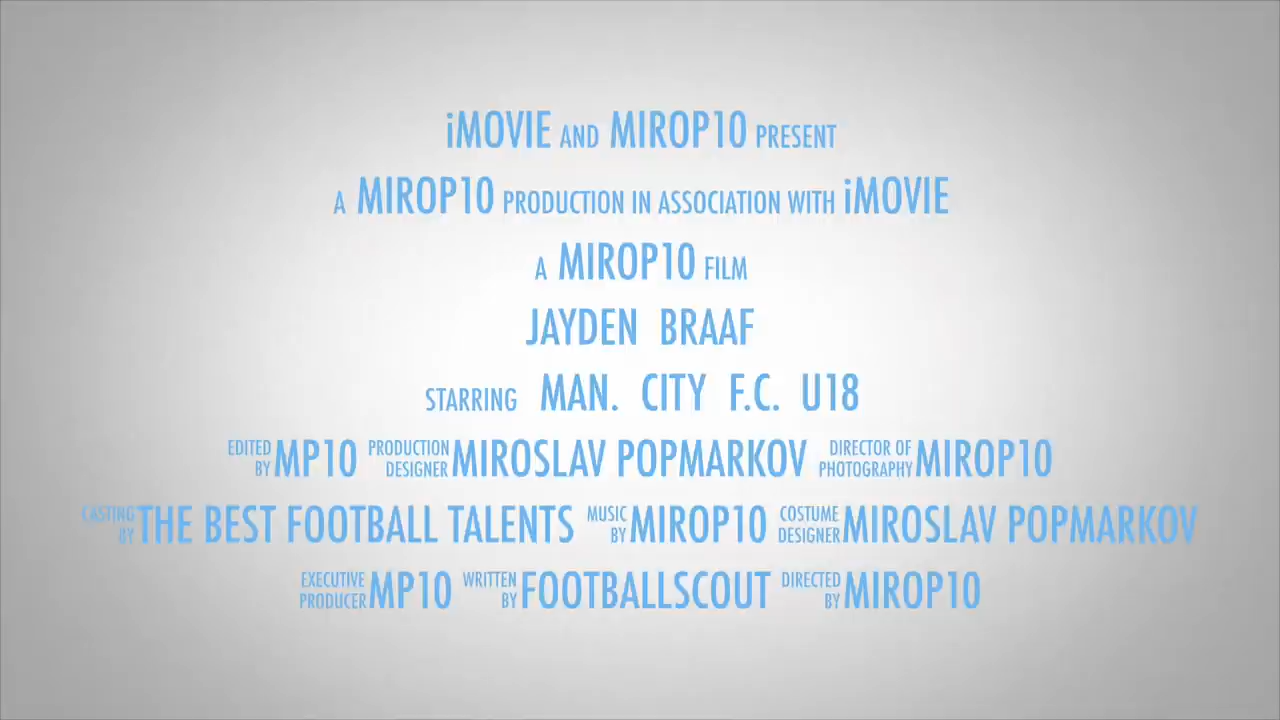 iMOVIE AND MIROP10 PRESENT
A MIROP10 PRODUCTION IN ASSOCIATION WITH iMOVIE
A MIROP10 FILM
JAYDEN BRAAF
STARRING MAN. CITY F.C. U18
EDITED BY MP10 PRODUCTION DESIGNER MIROSLAV POPMARKOV DIRECTOR OF PHOTOGRAPHY MIROP10
CASTING BY THE BEST FOOTBALL TALENTS MUSIC BY MIROP10 COSTUME DESIGNER MIROSLAV POPMARKOV
EXECUTIVE PRODUCER MP10 WRITTEN BY FOOTBALLSCOUT DIRECTED BY MIROP10